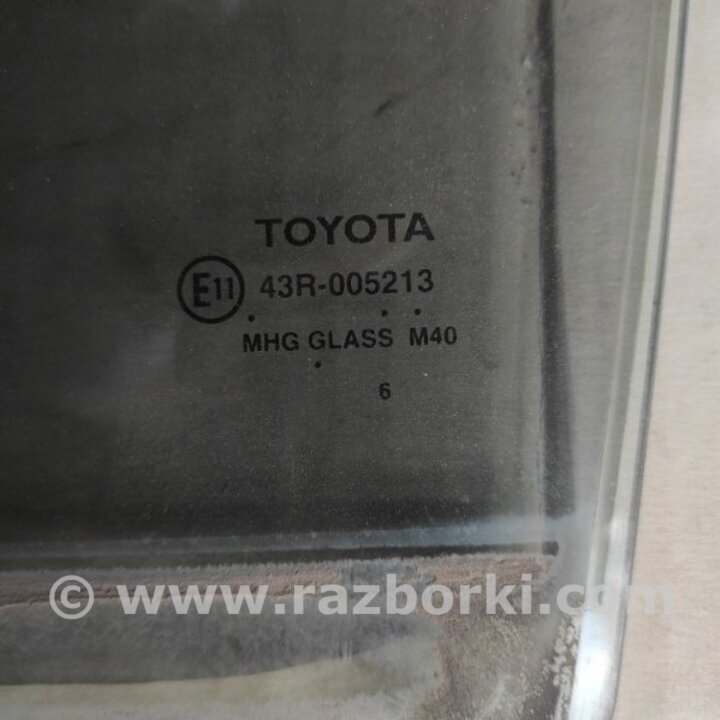 TOYOTA
E11 43R-005213
MHG GLASS M40
6
© www.razborki.com